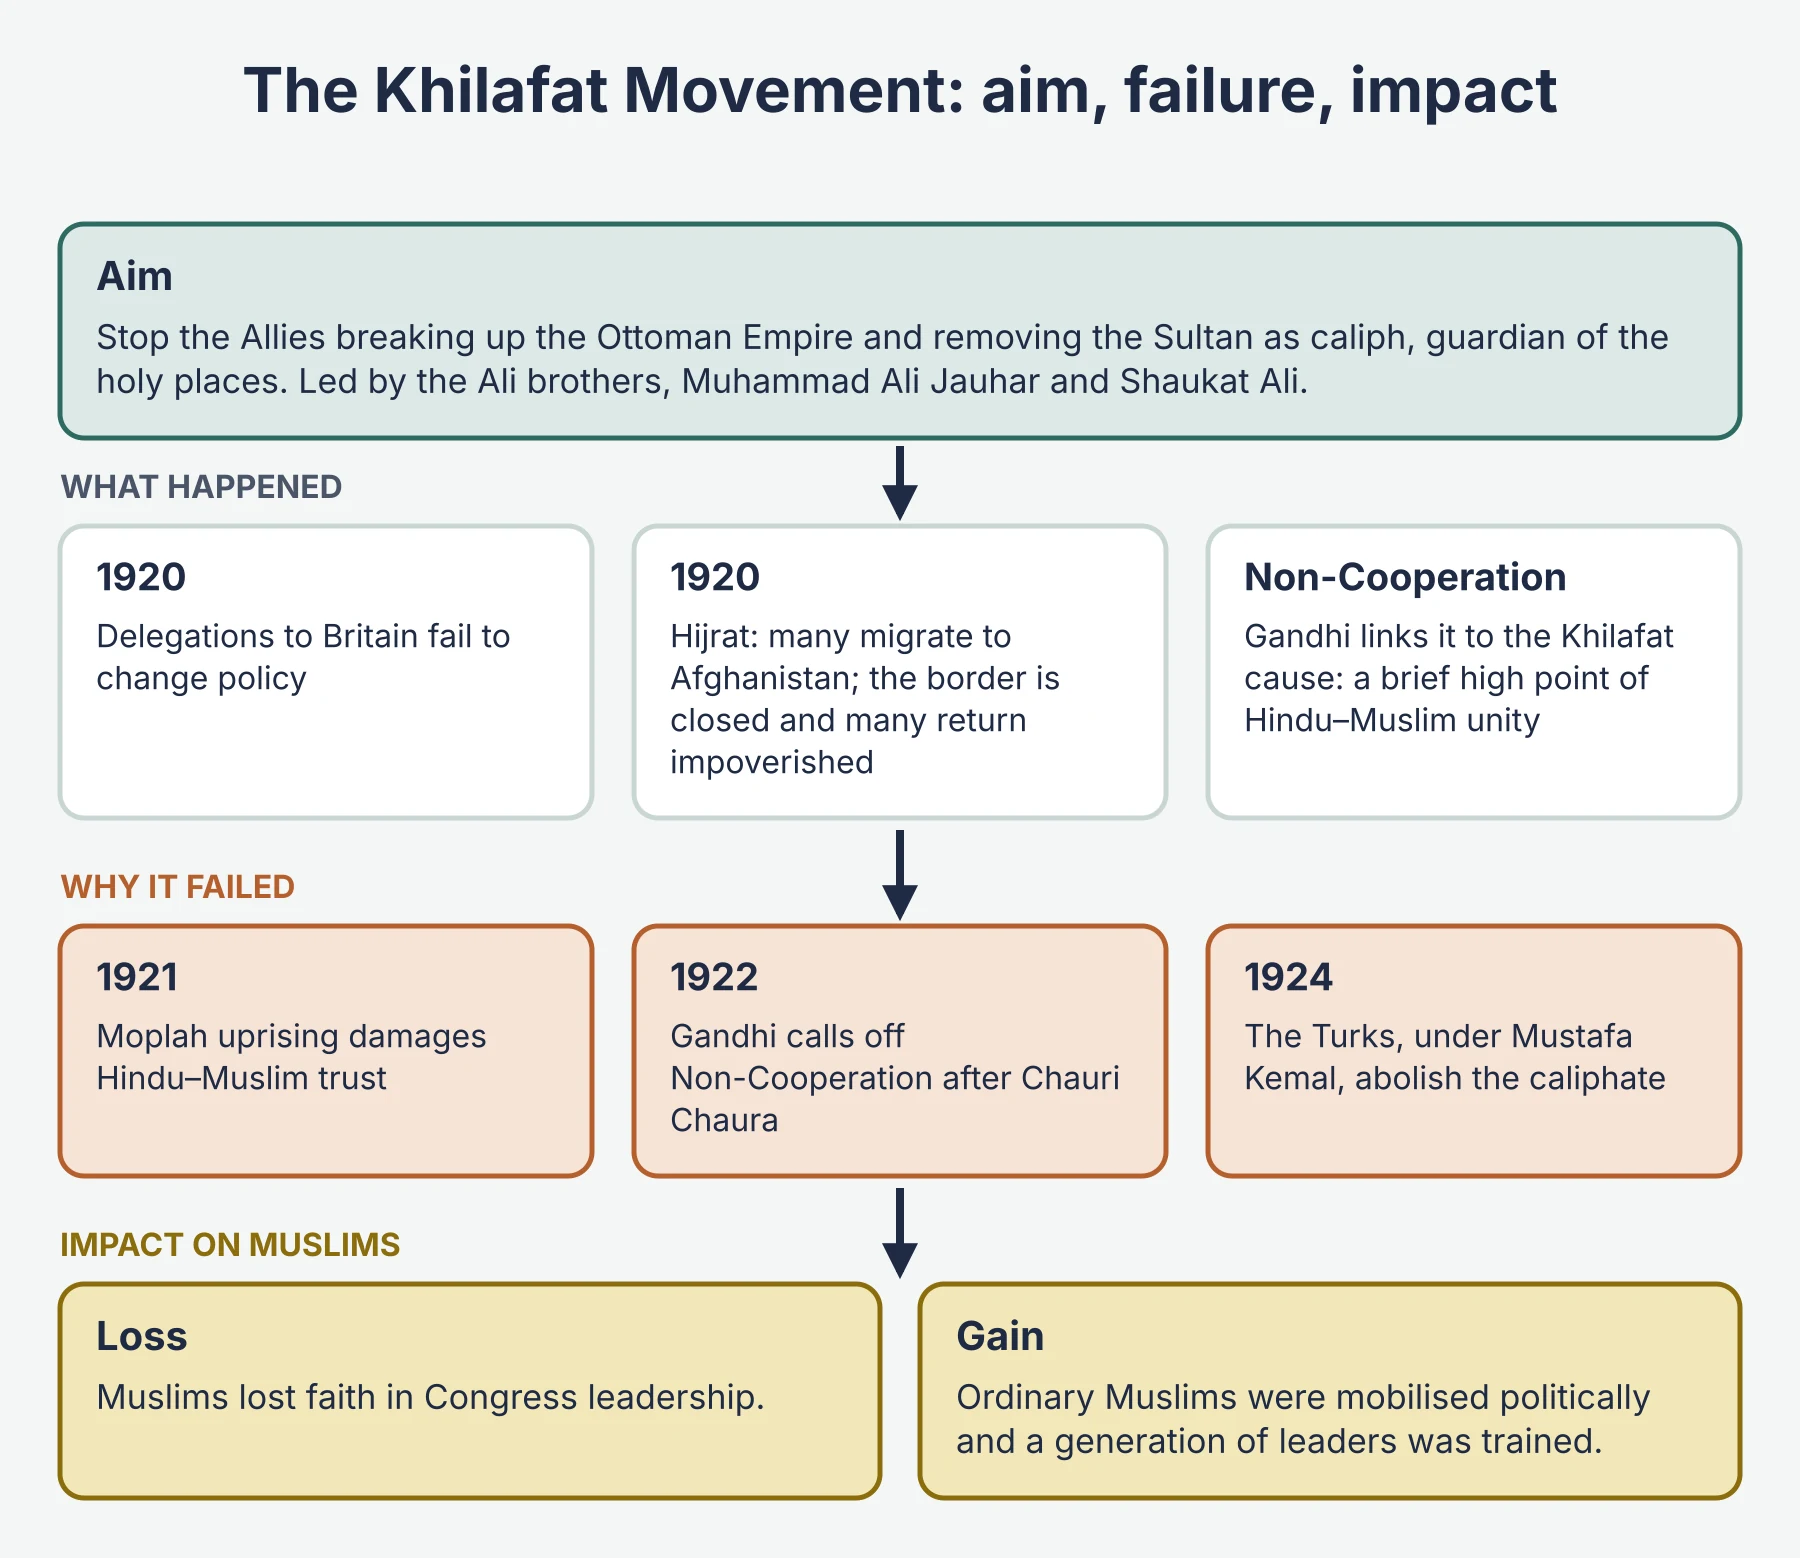 The Khilafat Movement: aim, failure, impact
Aim
Stop the Allies breaking up the Ottoman Empire and removing the Sultan as caliph, guardian of the
holy places. Led by the Ali brothers, Muhammad Ali Jauhar and Shaukat Ali.
WHAT HAPPENED
1920
Delegations to Britain fail to
change policy
1920
Hijrat: many migrate to
Afghanistan; the border is
closed and many return
impoverished
Non-Cooperation
Gandhi links it to the Khilafat
cause: a brief high point of
Hindu–Muslim unity
WHY IT FAILED
1921
Moplah uprising damages
Hindu–Muslim trust
1922
Gandhi calls off
Non-Cooperation after Chauri
Chaura
1924
The Turks, under Mustafa
Kemal, abolish the caliphate
IMPACT ON MUSLIMS
Loss
Muslims lost faith in Congress leadership.
Gain
Ordinary Muslims were mobilised politically
and a generation of leaders was trained.